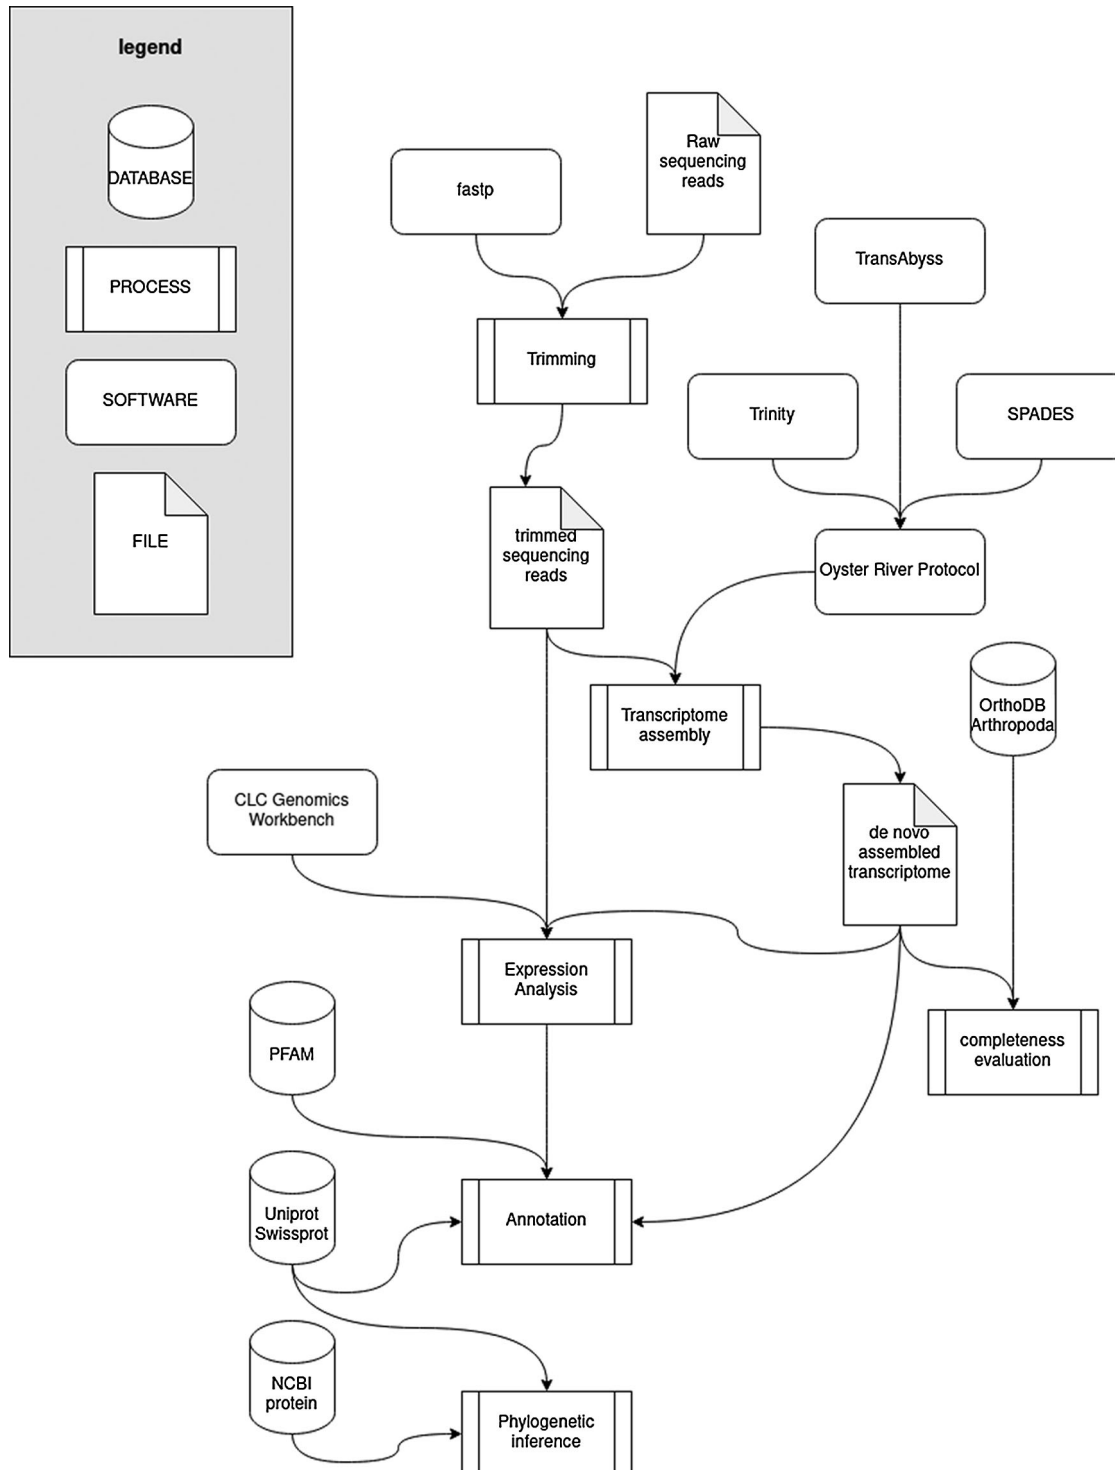 legend
DATABASE
PROCESS
SOFTWARE
FILE
Raw
sequencing
reads
fastp
TransAbyss
Trimming
Trinity
SPADES
trimmed
sequencing
reads
Oyster River Protocol
Transcriptome
assembly
OrthoDB
Arthropoda
CLC Genomics
Workbench
de novo
assembled
transcriptome
Expression
Analysis
completeness
evaluation
PFAM
Uniprot
Swissprot
Annotation
NCBI
protein
Phylogenetic
inference